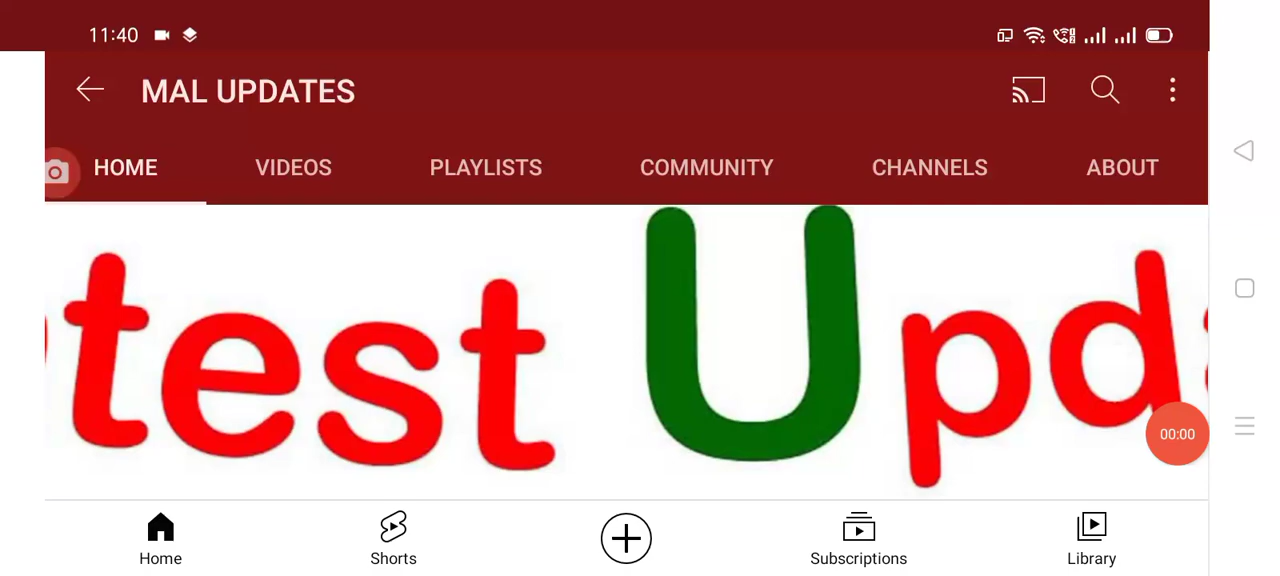 11:40
MAL UPDATES
HOME VIDEOS PLAYLISTS COMMUNITY CHANNELS ABOUT
test Upd
00:00
Home Shorts Subscriptions Library